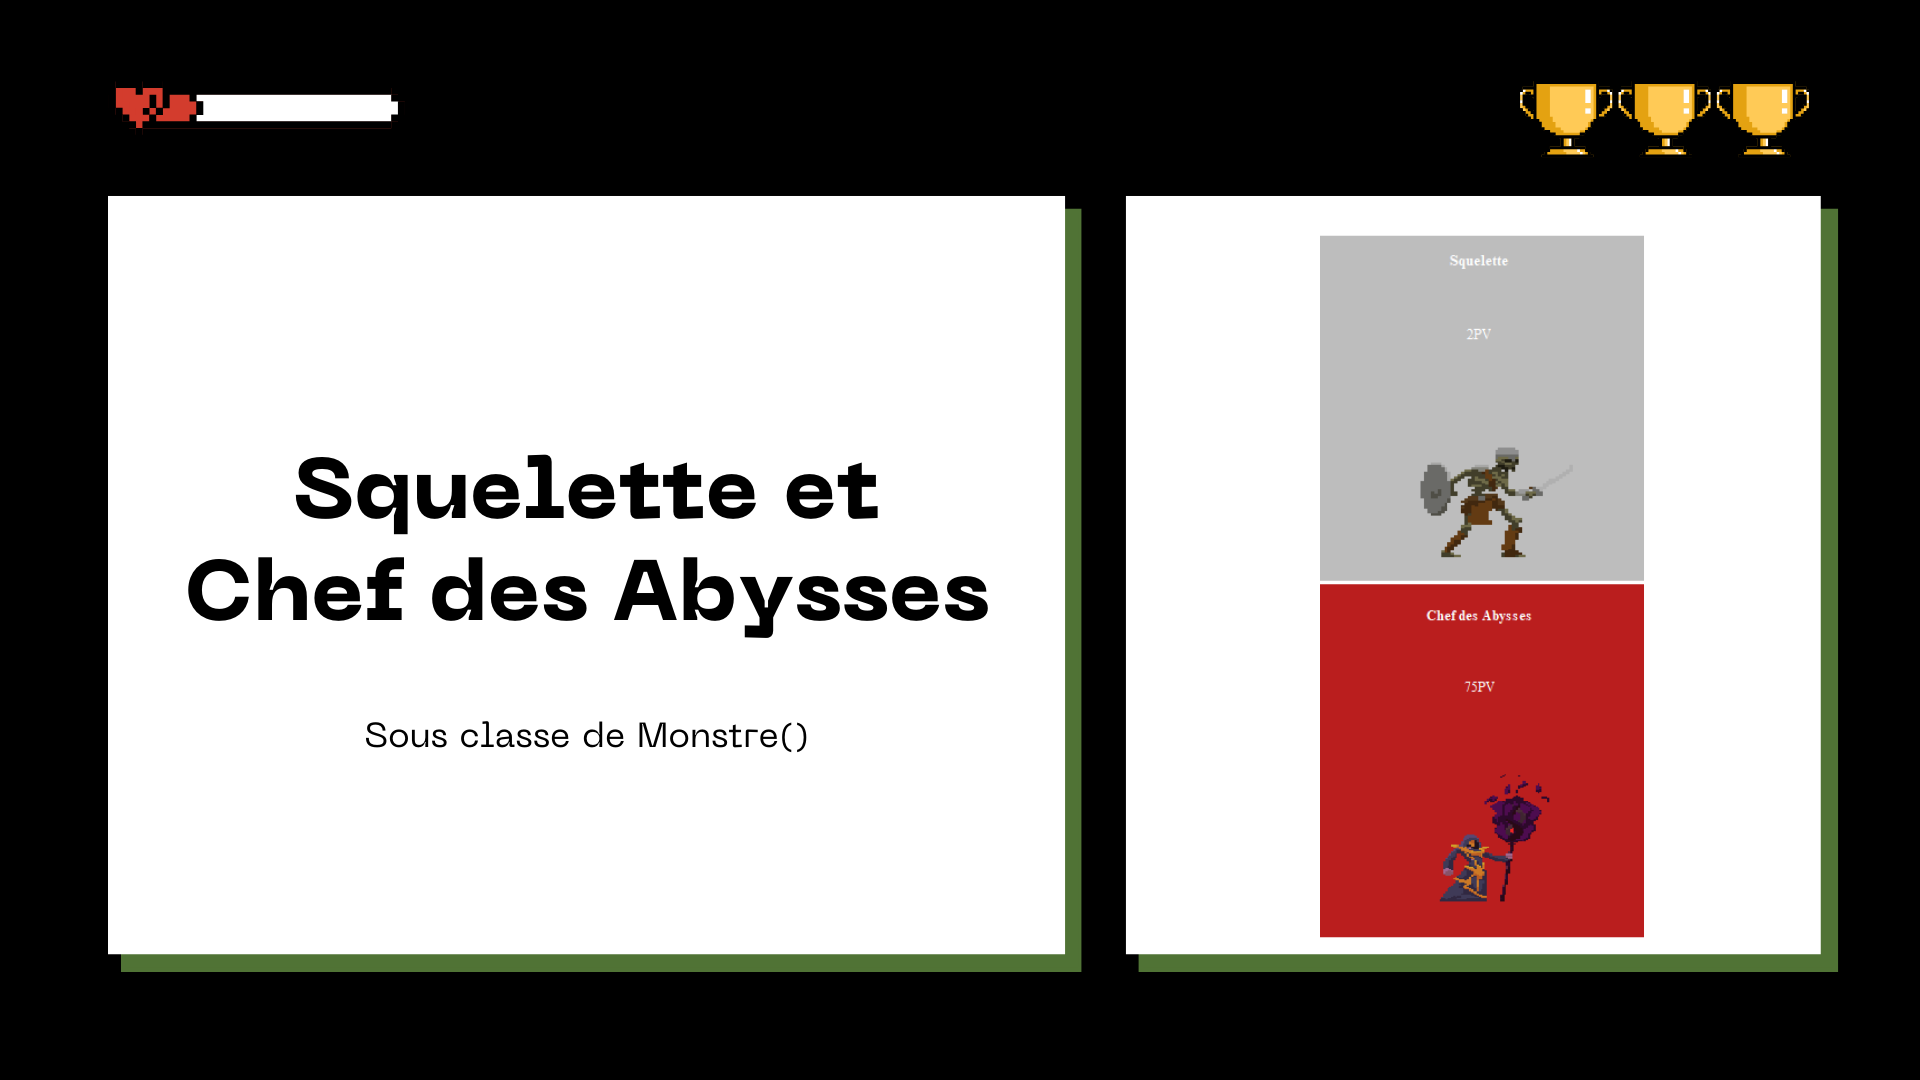 Squelette et
Chef des Abysses
Sous classe de Monstre()
Squelette
2PV
Chef des Abysses
75PV